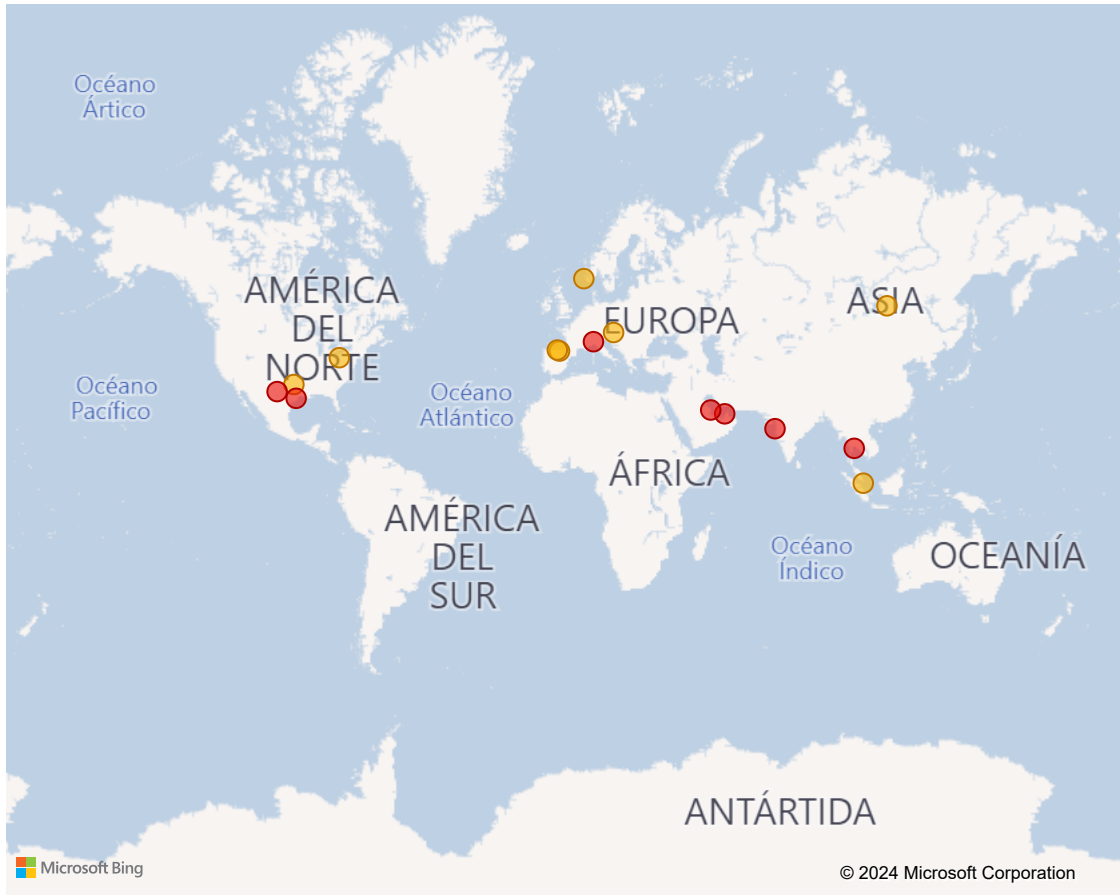 Océano
Ártico
AMÉRICA
DEL
NORTE
EUROPA
ASIA
Océano
Pacífico
Océano
Atlántico
ÁFRICA
AMÉRICA
DEL
SUR
Océano
Índico
OCEANÍA
ANTÁRTIDA
Microsoft Bing
© 2024 Microsoft Corporation